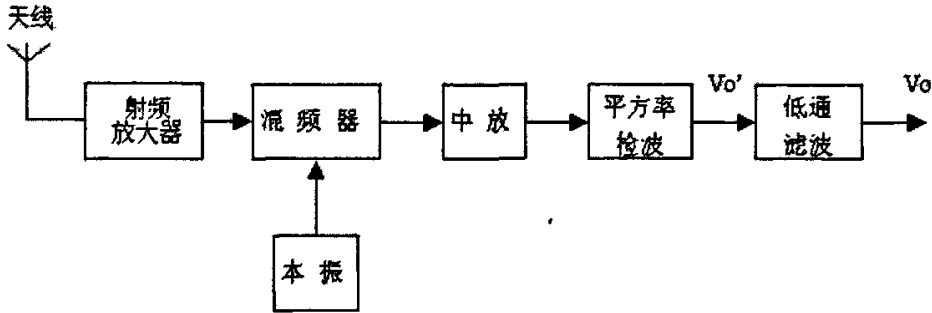 天线
射频
放大器
混 频 器
中 放
平方率
检波
Vo'
低通
滤波
Vo
本 振